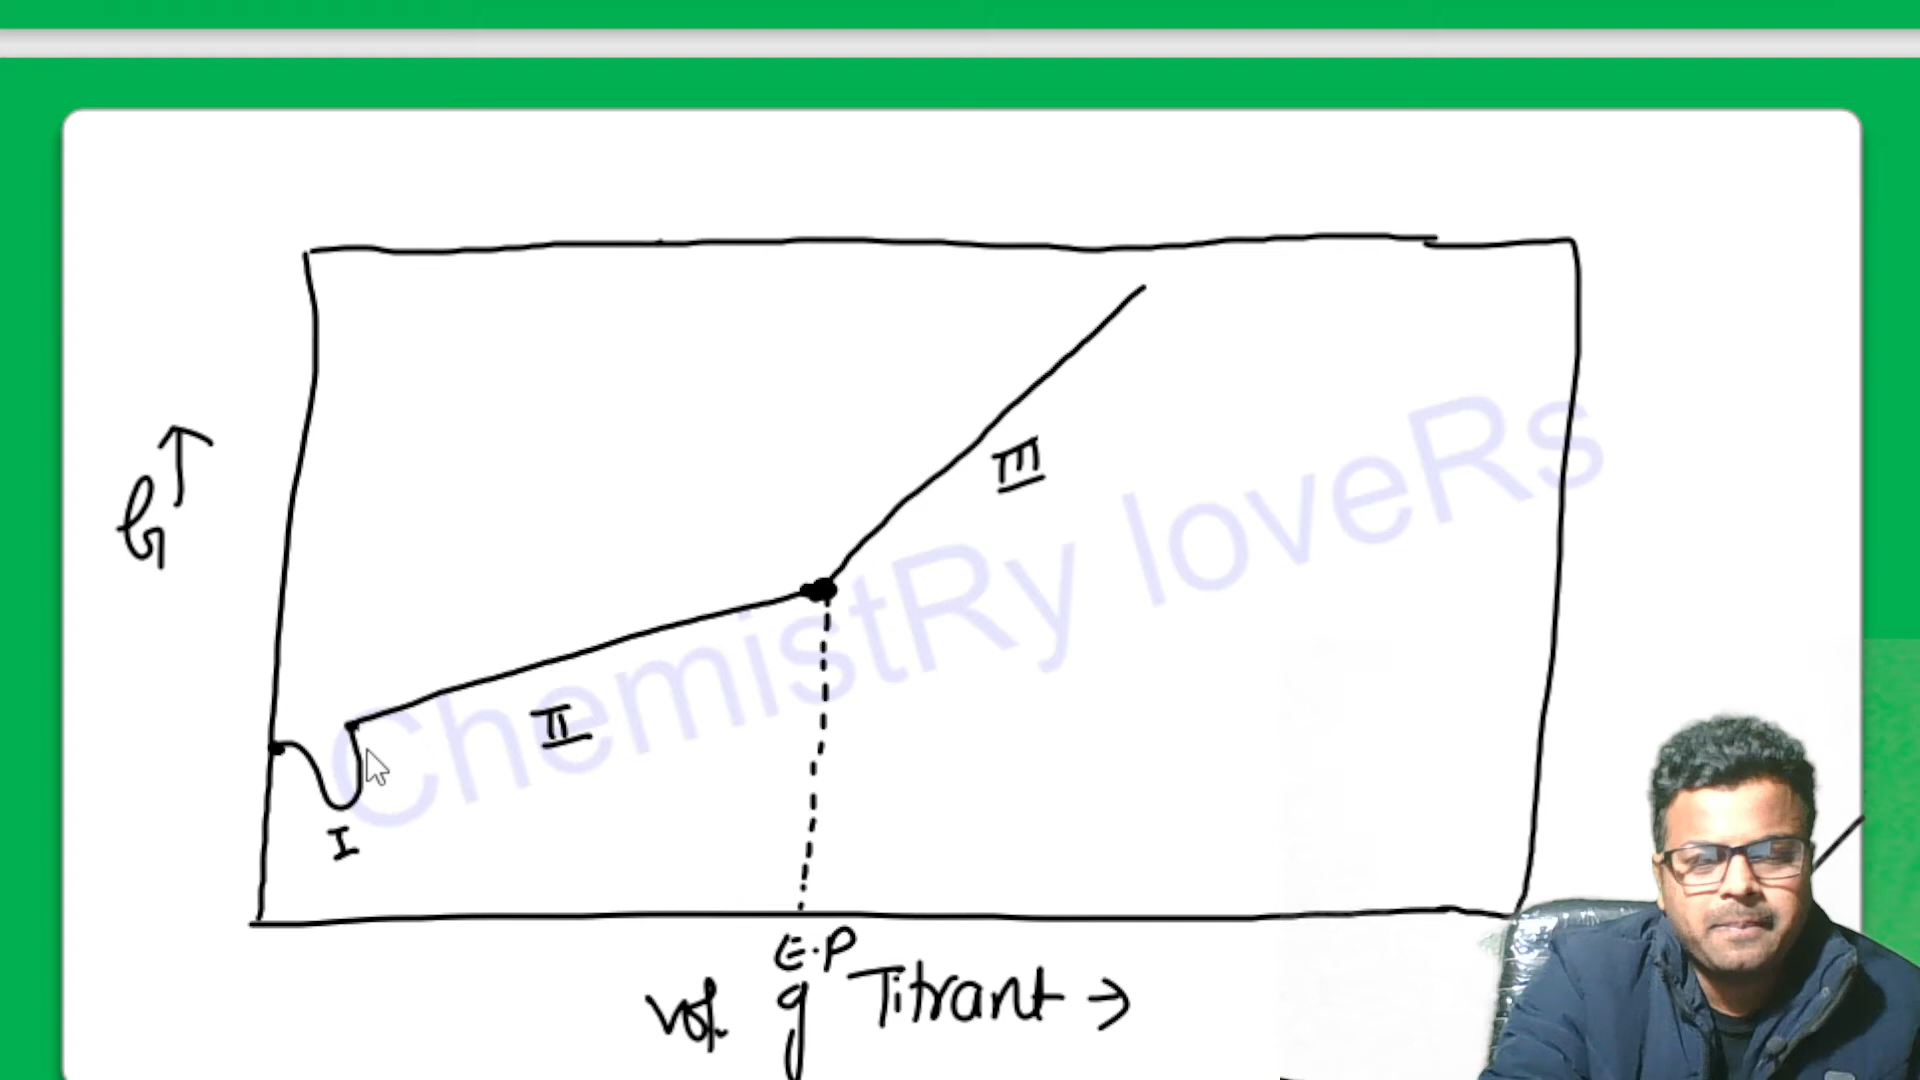 G
III
ChemistRy loveRs
II
I
E.P
vol. of Titrant →